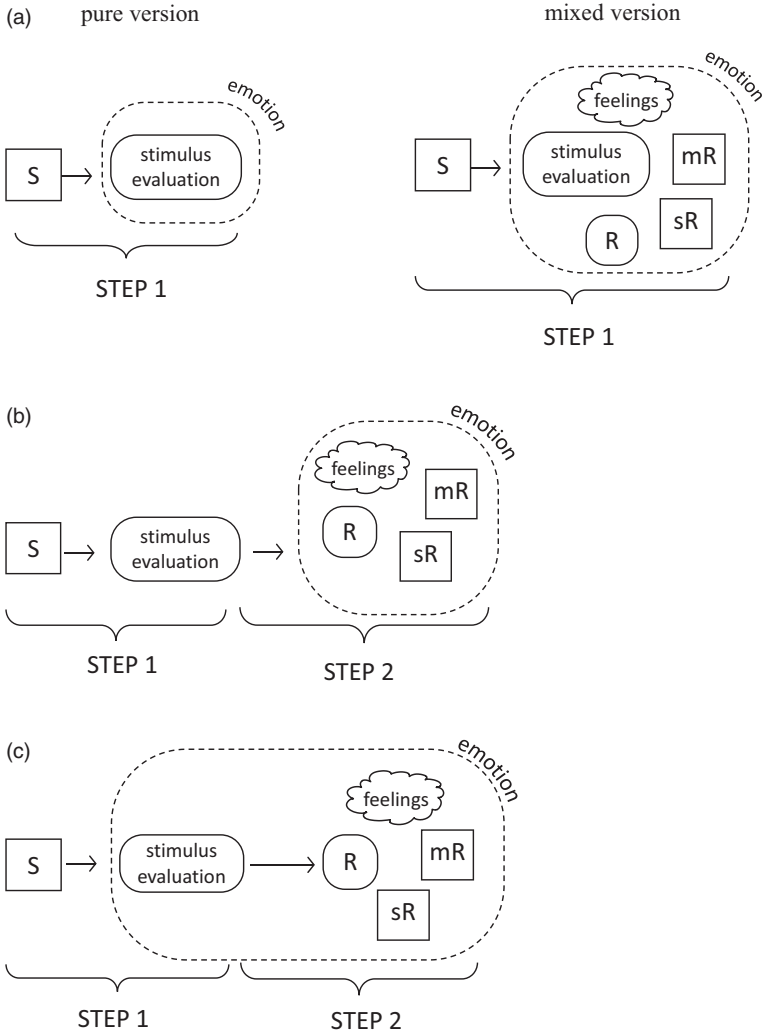 (a)
pure version
mixed version
emotion
S
stimulus
evaluation
STEP 1
emotion
feelings
S
stimulus
evaluation
mR
sR
R
STEP 1
(b)
emotion
feelings
mR
S
stimulus
evaluation
R
sR
STEP 1
STEP 2
(c)
emotion
feelings
S
stimulus
evaluation
R
mR
sR
STEP 1
STEP 2